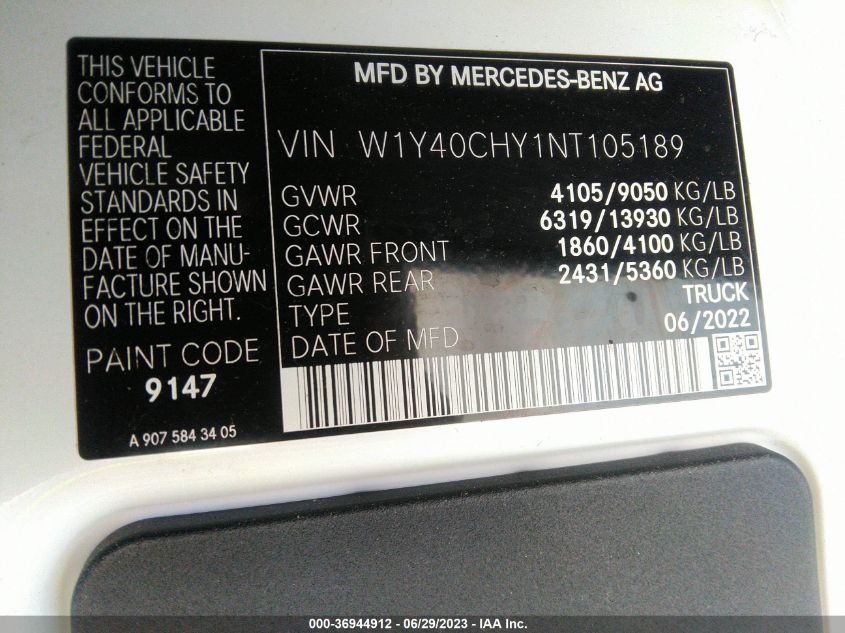 THIS VEHICLE
CONFORMS TO
ALL APPLICABLE
FEDERAL
VEHICLE SAFETY
STANDARDS IN
EFFECT ON THE
DATE OF MANU-
FACTURE SHOWN
ON THE RIGHT.
PAINT CODE
9147
A 907 584 34 05
MFD BY MERCEDES-BENZ AG
VIN W1Y40CHY1NT105189
GVWR 4105/9050 KG/LB
GCWR 6319/13930 KG/LB
GAWR FRONT 1860/4100 KG/LB
GAWR REAR 2431/5360 KG/LB
TYPE TRUCK
DATE OF MFD 06/2022
000-36944912 - 06/29/2023 - IAA Inc.